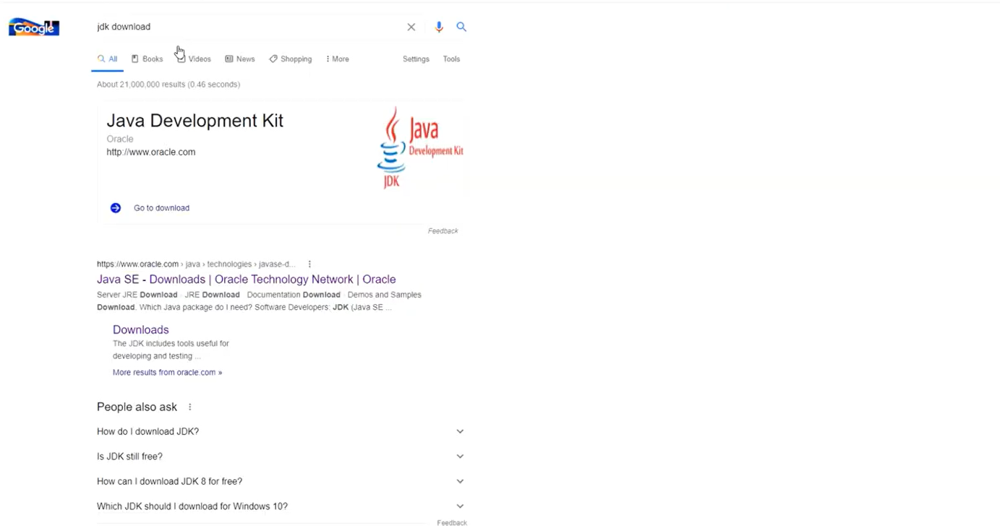 Google
jdk download
All Books Videos News Shopping More Settings Tools
About 21,000,000 results (0.46 seconds)
Java Development Kit
Oracle
http://www.oracle.com
Java
Development Kit
JDK
Go to download
Feedback
https://www.oracle.com › java › technologies › javase-d...
Java SE - Downloads | Oracle Technology Network | Oracle
Server JRE Download · JRE Download · Documentation Download · Demos and Samples
Download. Which Java package do I need? Software Developers: JDK (Java SE ...
Downloads
The JDK includes tools useful for
developing and testing ...
More results from oracle.com »
People also ask
How do I download JDK?
Is JDK still free?
How can I download JDK 8 for free?
Which JDK should I download for Windows 10?
Feedback